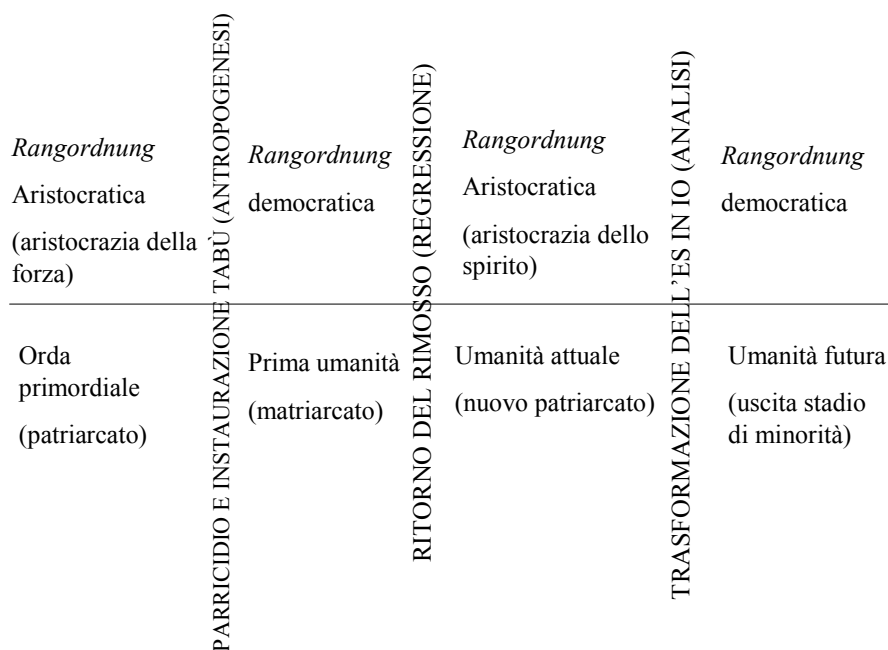 Rangordnung
Aristocratica
(aristocrazia della
forza)
Orda
primordiale
(patriarcato)
PARRICIDIO E INSTAURAZIONE TABÙ (ANTROPOGENESI)
Rangordnung
democratica
Prima umanità
(matriarcato)
RITORNO DEL RIMOSSO (REGRESSIONE)
Rangordnung
Aristocratica
(aristocrazia dello
spirito)
Umanità attuale
(nuovo patriarcato)
TRASFORMAZIONE DELL'ES IN IO (ANALISI)
Rangordnung
democratica
Umanità futura
(uscita stadio
di minorità)